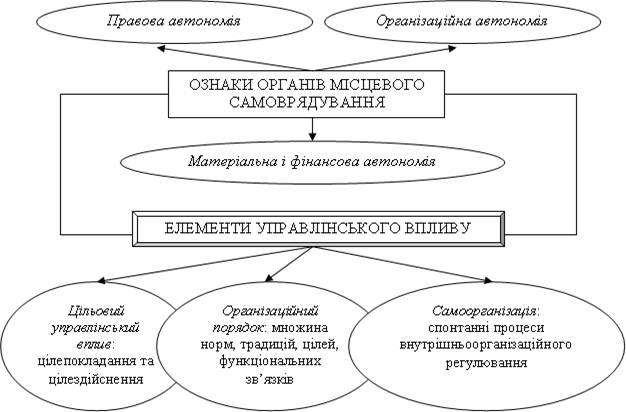 Правова автономія
Організаційна автономія
ОЗНАКИ ОРГАНІВ МІСЦЕВОГО
САМОВРЯДУВАННЯ
Матеріальна і фінансова автономія
ЕЛЕМЕНТИ УПРАВЛІНСЬКОГО ВПЛИВУ
Цільовий
управлінський
вплив:
цілепокладання та
цілездійснення
Організаційний
порядок: множина
норм, традицій, цілей,
функціональних
зв’язків
Самоорганізація:
спонтанні процеси
внутрішньоорганізаційного
регулювання